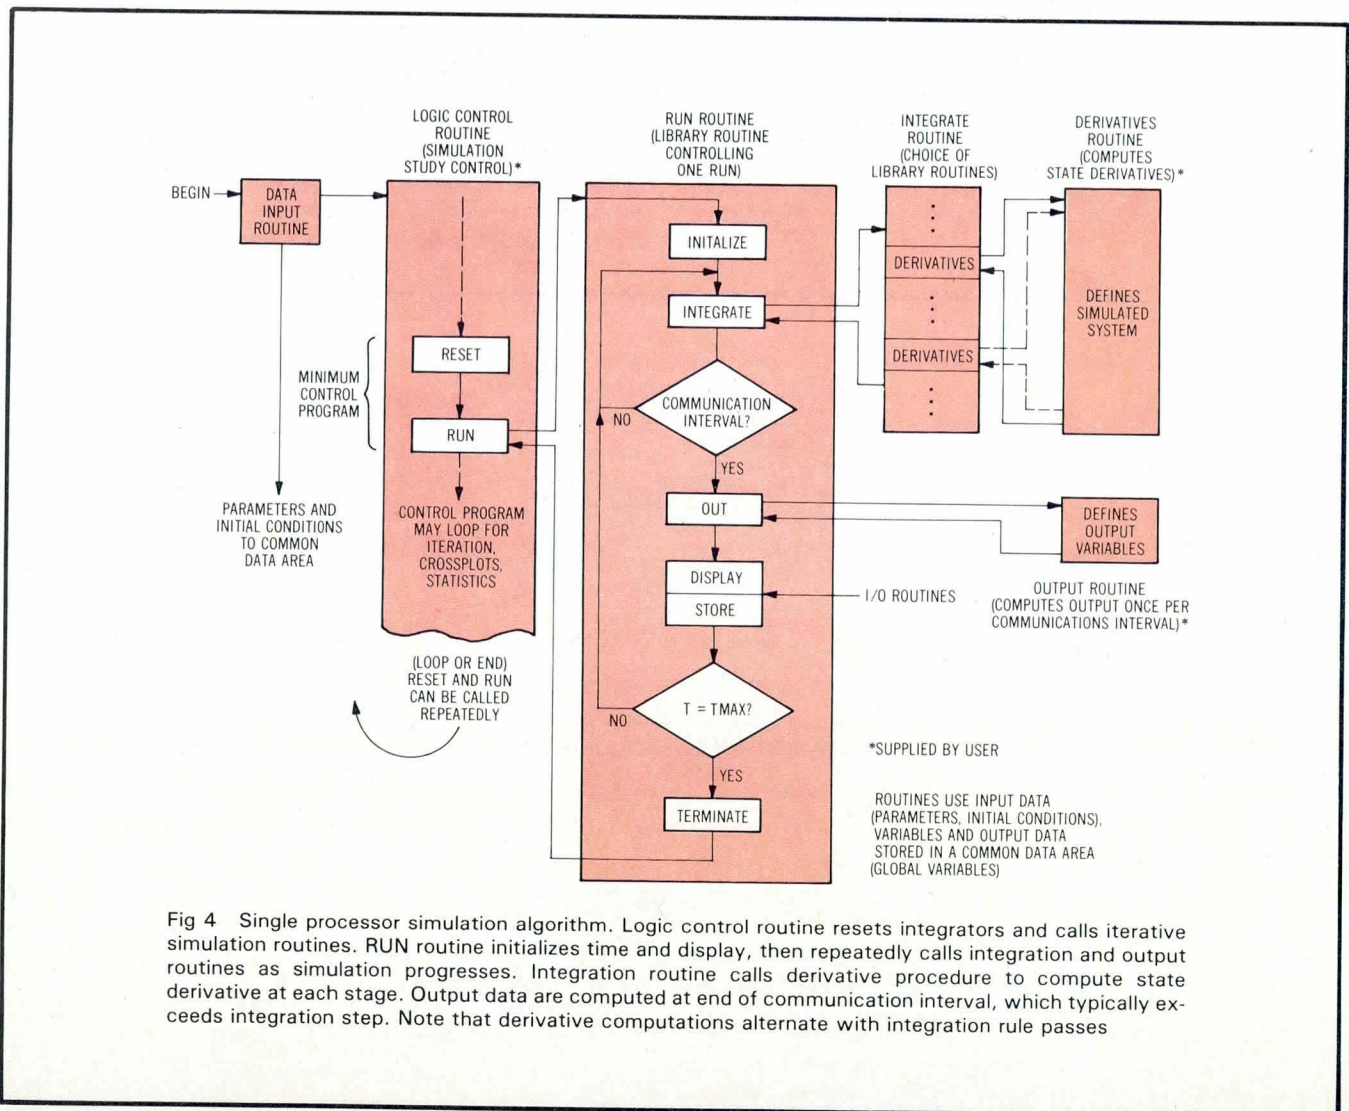 LOGIC CONTROL
ROUTINE
(SIMULATION
STUDY CONTROL)*
RUN ROUTINE
(LIBRARY ROUTINE
CONTROLLING
ONE RUN)
INTEGRATE
ROUTINE
(CHOICE OF
LIBRARY ROUTINES)
DERIVATIVES
ROUTINE
(COMPUTES
STATE DERIVATIVES)*
BEGIN
DATA
INPUT
ROUTINE
INITALIZE
DERIVATIVES
INTEGRATE
DEFINES
SIMULATED
SYSTEM
RESET
DERIVATIVES
MINIMUM
CONTROL
PROGRAM
RUN
COMMUNICATION
INTERVAL?
NO
YES
PARAMETERS AND
INITIAL CONDITIONS
TO COMMON
DATA AREA
CONTROL PROGRAM
MAY LOOP FOR
ITERATION,
CROSSPLOTS,
STATISTICS
OUT
DEFINES
OUTPUT
VARIABLES
DISPLAY
STORE
I/O ROUTINES
OUTPUT ROUTINE
(COMPUTES OUTPUT ONCE PER
COMMUNICATIONS INTERVAL)*
(LOOP OR END)
RESET AND RUN
CAN BE CALLED
REPEATEDLY
T = TMAX?
NO
YES
TERMINATE
*SUPPLIED BY USER
ROUTINES USE INPUT DATA
(PARAMETERS, INITIAL CONDITIONS),
VARIABLES AND OUTPUT DATA
STORED IN A COMMON DATA AREA
(GLOBAL VARIABLES)
Fig 4 Single processor simulation algorithm. Logic control routine resets integrators and calls iterative
simulation routines. RUN routine initializes time and display, then repeatedly calls integration and output
routines as simulation progresses. Integration routine calls derivative procedure to compute state
derivative at each stage. Output data are computed at end of communication interval, which typically ex-
ceeds integration step. Note that derivative computations alternate with integration rule passes